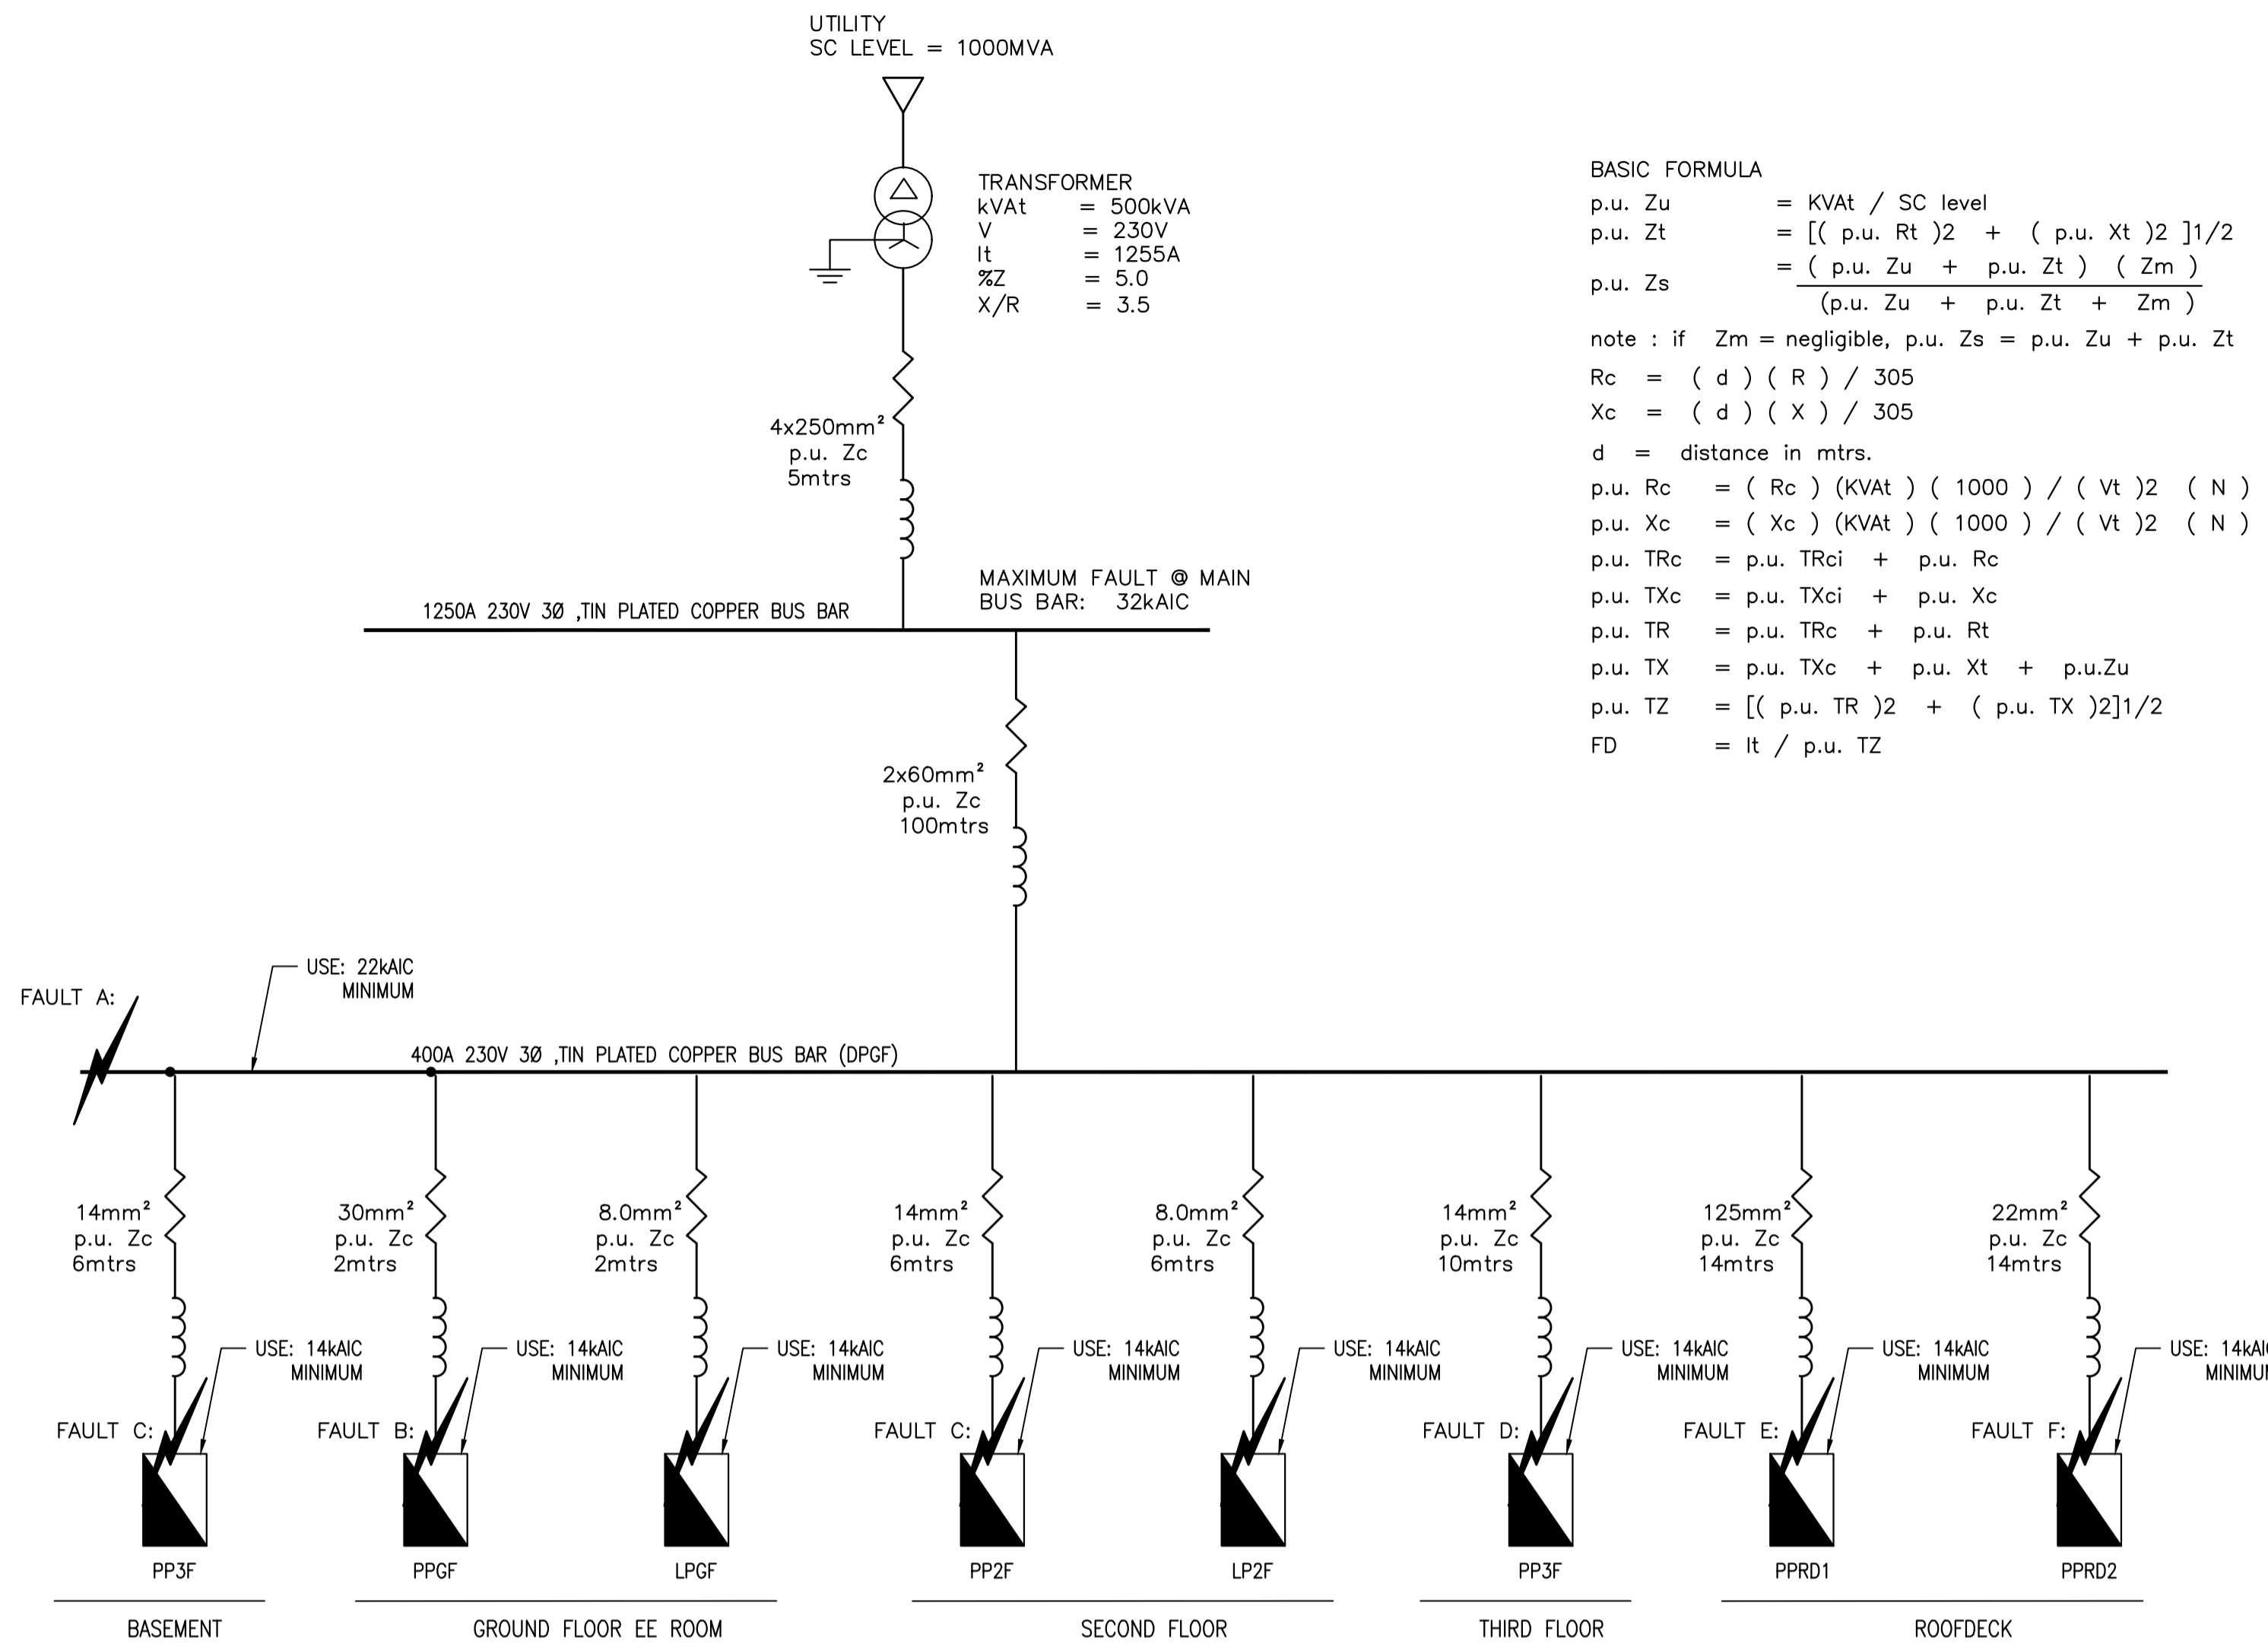 UTILITY
SC LEVEL = 1000MVA
TRANSFORMER
kVAt = 500kVA
V = 230V
It = 1255A
%Z = 5.0
X/R = 3.5
4x250mm²
p.u. Zc
5mtrs
MAXIMUM FAULT @ MAIN
BUS BAR: 32kAIC
1250A 230V 3Ø ,TIN PLATED COPPER BUS BAR
2x60mm²
p.u. Zc
100mtrs
BASIC FORMULA
p.u. Zu = KVAt / SC level
p.u. Zt = [( p.u. Rt )2 + ( p.u. Xt )2 ]1/2
p.u. Zs = ( p.u. Zu + p.u. Zt ) ( Zm )
(p.u. Zu + p.u. Zt + Zm )
note : if Zm = negligible, p.u. Zs = p.u. Zu + p.u. Zt
Rc = ( d ) ( R ) / 305
Xc = ( d ) ( X ) / 305
d = distance in mtrs.
p.u. Rc = ( Rc ) (KVAt ) ( 1000 ) / ( Vt )2 ( N )
p.u. Xc = ( Xc ) (KVAt ) ( 1000 ) / ( Vt )2 ( N )
p.u. TRc = p.u. TRci + p.u. Rc
p.u. TXc = p.u. TXci + p.u. Xc
p.u. TR = p.u. TRc + p.u. Rt
p.u. TX = p.u. TXc + p.u. Xt + p.u.Zu
p.u. TZ = [( p.u. TR )2 + ( p.u. TX )2]1/2
FD = It / p.u. TZ
USE: 22kAIC
MINIMUM
FAULT A:
400A 230V 3Ø ,TIN PLATED COPPER BUS BAR (DPGF)
14mm²
p.u. Zc
6mtrs
USE: 14kAIC
MINIMUM
FAULT C:
PP3F
BASEMENT
30mm²
p.u. Zc
2mtrs
USE: 14kAIC
MINIMUM
FAULT B:
PPGF
8.0mm²
p.u. Zc
2mtrs
USE: 14kAIC
MINIMUM
LPGF
GROUND FLOOR EE ROOM
14mm²
p.u. Zc
6mtrs
USE: 14kAIC
MINIMUM
FAULT C:
PP2F
8.0mm²
p.u. Zc
6mtrs
USE: 14kAIC
MINIMUM
LP2F
SECOND FLOOR
14mm²
p.u. Zc
10mtrs
USE: 14kAIC
MINIMUM
FAULT D:
PP3F
THIRD FLOOR
125mm²
p.u. Zc
14mtrs
USE: 14kAIC
MINIMUM
FAULT E:
PPRD1
22mm²
p.u. Zc
14mtrs
USE:
FAULT F:
PPRD2
ROOFDECK